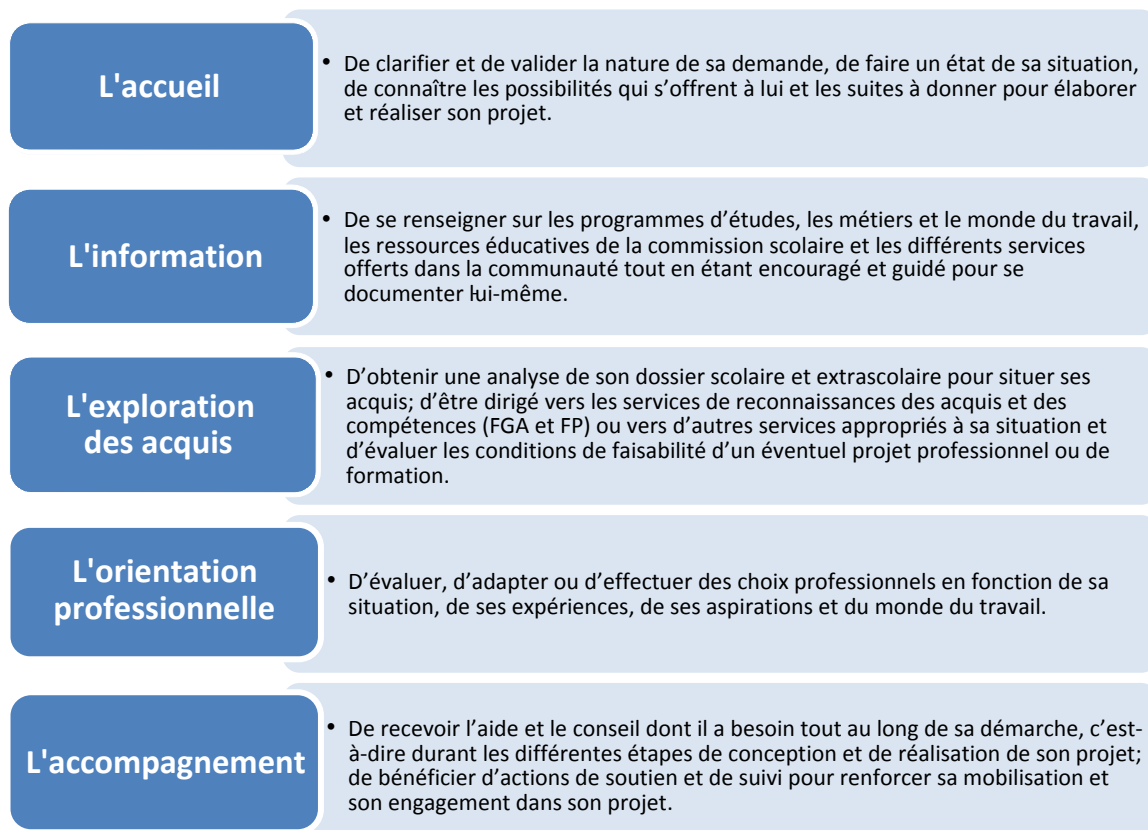 L'accueil
• De clarifier et de valider la nature de sa demande, de faire un état de sa situation,
de connaître les possibilités qui s’offrent à lui et les suites à donner pour élaborer
et réaliser son projet.
L'information
• De se renseigner sur les programmes d’études, les métiers et le monde du travail,
les ressources éducatives de la commission scolaire et les différents services
offerts dans la communauté tout en étant encouragé et guidé pour se
documenter lui-même.
L'exploration
des acquis
• D’obtenir une analyse de son dossier scolaire et extrascolaire pour situer ses
acquis; d’être dirigé vers les services de reconnaissances des acquis et des
compétences (FGA et FP) ou vers d’autres services appropriés à sa situation et
d’évaluer les conditions de faisabilité d’un éventuel projet professionnel ou de
formation.
L'orientation
professionnelle
• D’évaluer, d’adapter ou d’effectuer des choix professionnels en fonction de sa
situation, de ses expériences, de ses aspirations et du monde du travail.
L'accompagnement
• De recevoir l’aide et le conseil dont il a besoin tout au long de sa démarche, c’est-
à-dire durant les différentes étapes de conception et de réalisation de son projet;
de bénéficier d’actions de soutien et de suivi pour renforcer sa mobilisation et
son engagement dans son projet.